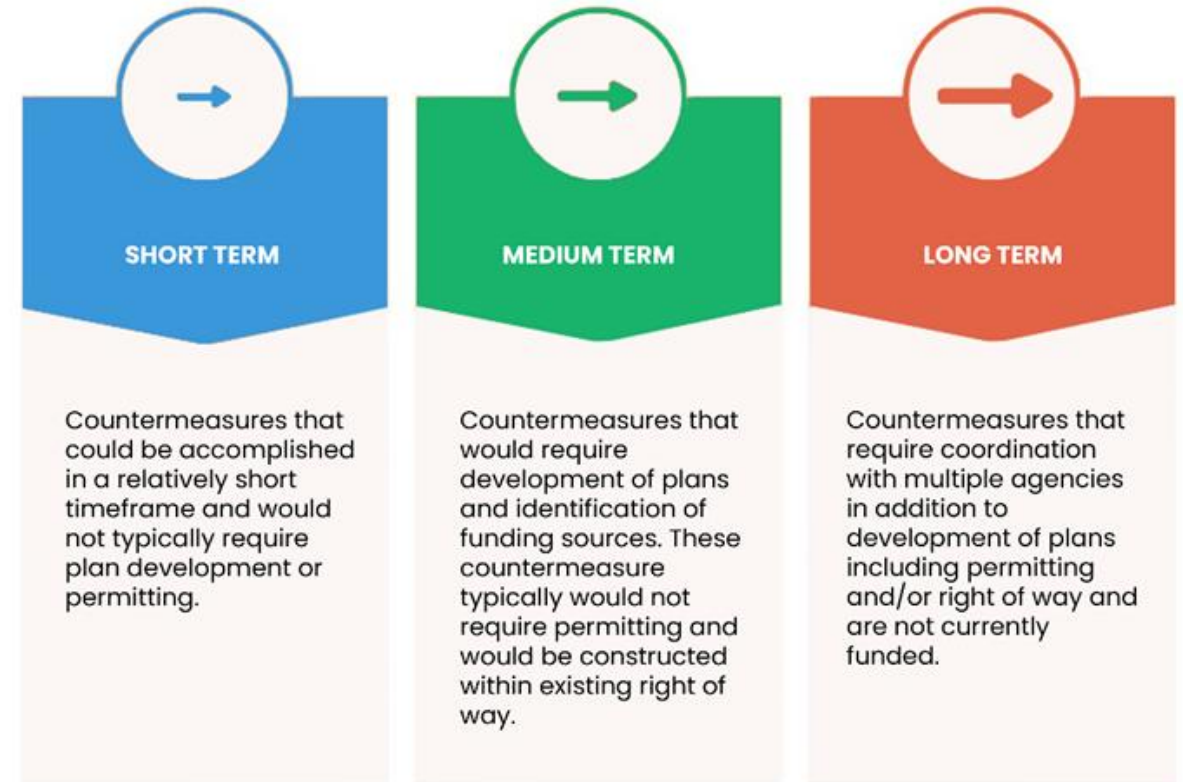 SHORT TERM
Countermeasures that
could be accomplished
in a relatively short
timeframe and would
not typically require
plan development or
permitting.
MEDIUM TERM
Countermeasures that
would require
development of plans
and identification of
funding sources. These
countermeasure
typically would not
require permitting and
would be constructed
within existing right of
way.
LONG TERM
Countermeasures that
require coordination
with multiple agencies
in addition to
development of plans
including permitting
and/or right of way and
are not currently
funded.